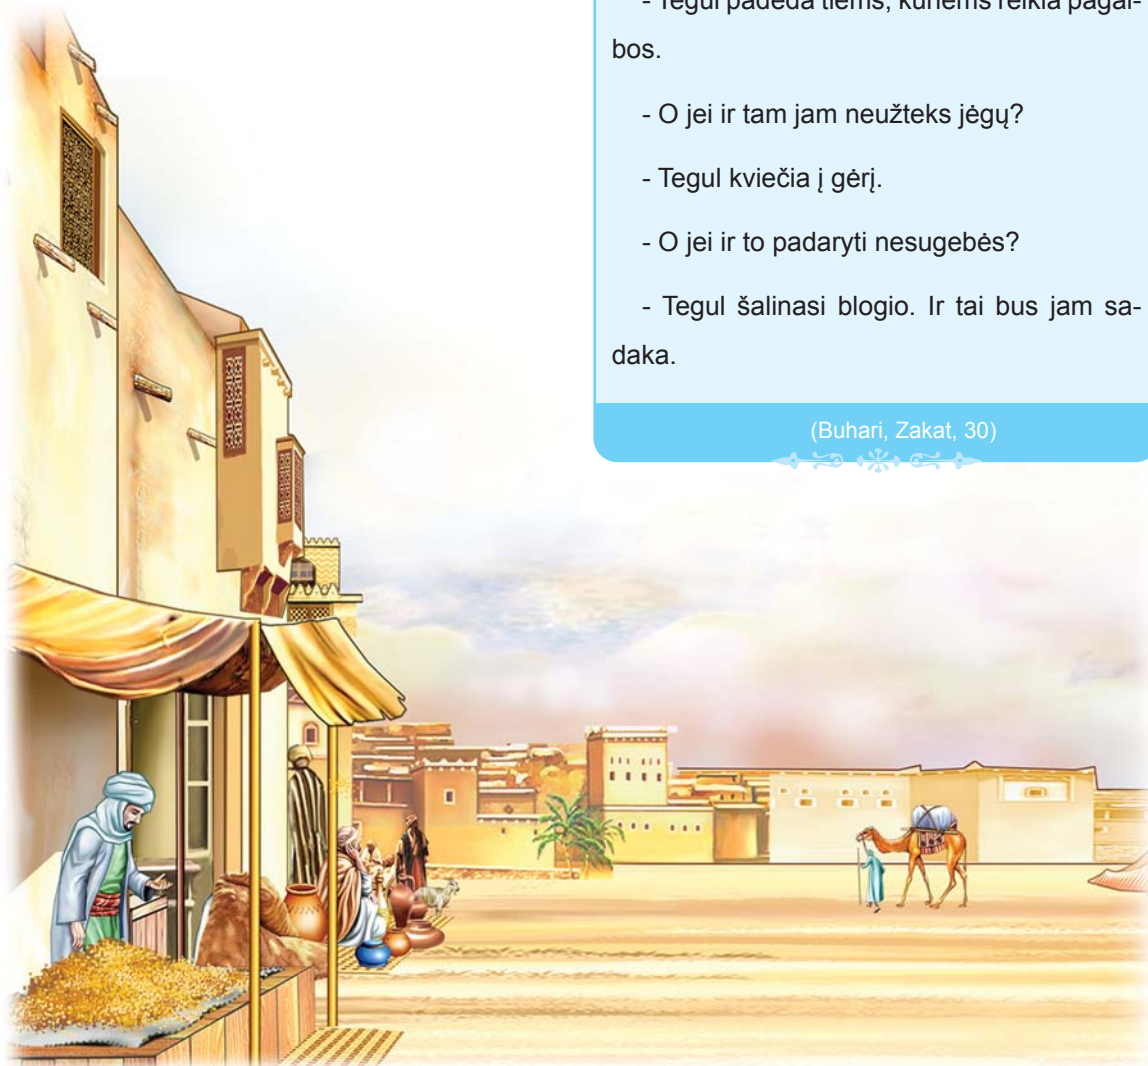 - Tegul padeda tiems, kuriems reikia pagal-
bos.
- O jei ir tam jam neužteks jėgų?
- Tegul kviečia į gėrį.
- O jei ir to padaryti nesugebės?
- Tegul šalinasi blogio. Ir tai bus jam sa-
daka.
(Buhari, Zakat, 30)